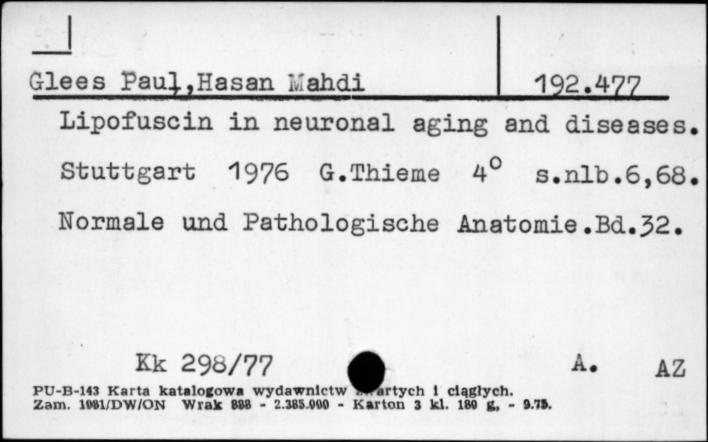 Glees Paul,Hasan Mahdi 192.477
Lipofuscin in neuronal aging and diseases.
Stuttgart 1976 G.Thieme 4° s.nlb.6,68.
Normale und Pathologische Anatomie.Bd.32.
Kk 298/77 A. AZ
PU-B-143 Karta katalogowa wydawnictw zwartych i ciągłych.
Zam. 1981/DW/ON Wrak 888 - 2.385.000 - Karton 3 kl. 180 g, - 9.75.